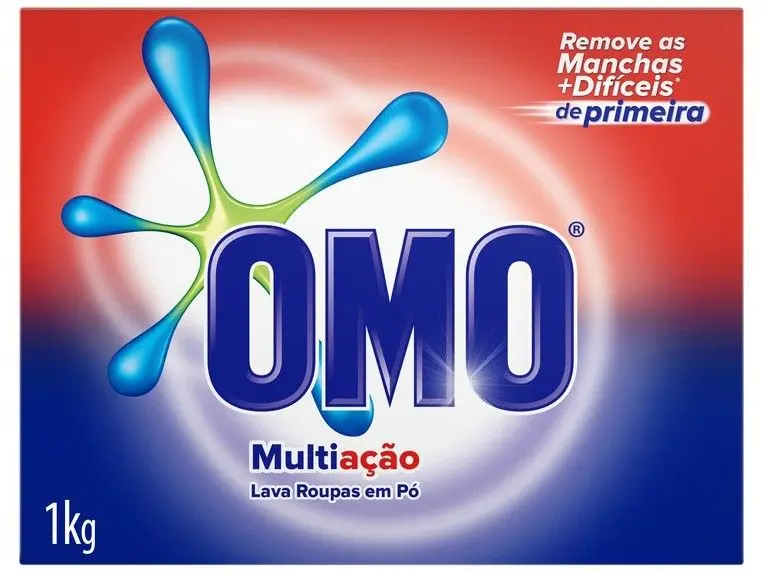 Remove as
Manchas
+Difíceis*
de primeira
OMO®
Multiação
Lava Roupas em Pó
1kg